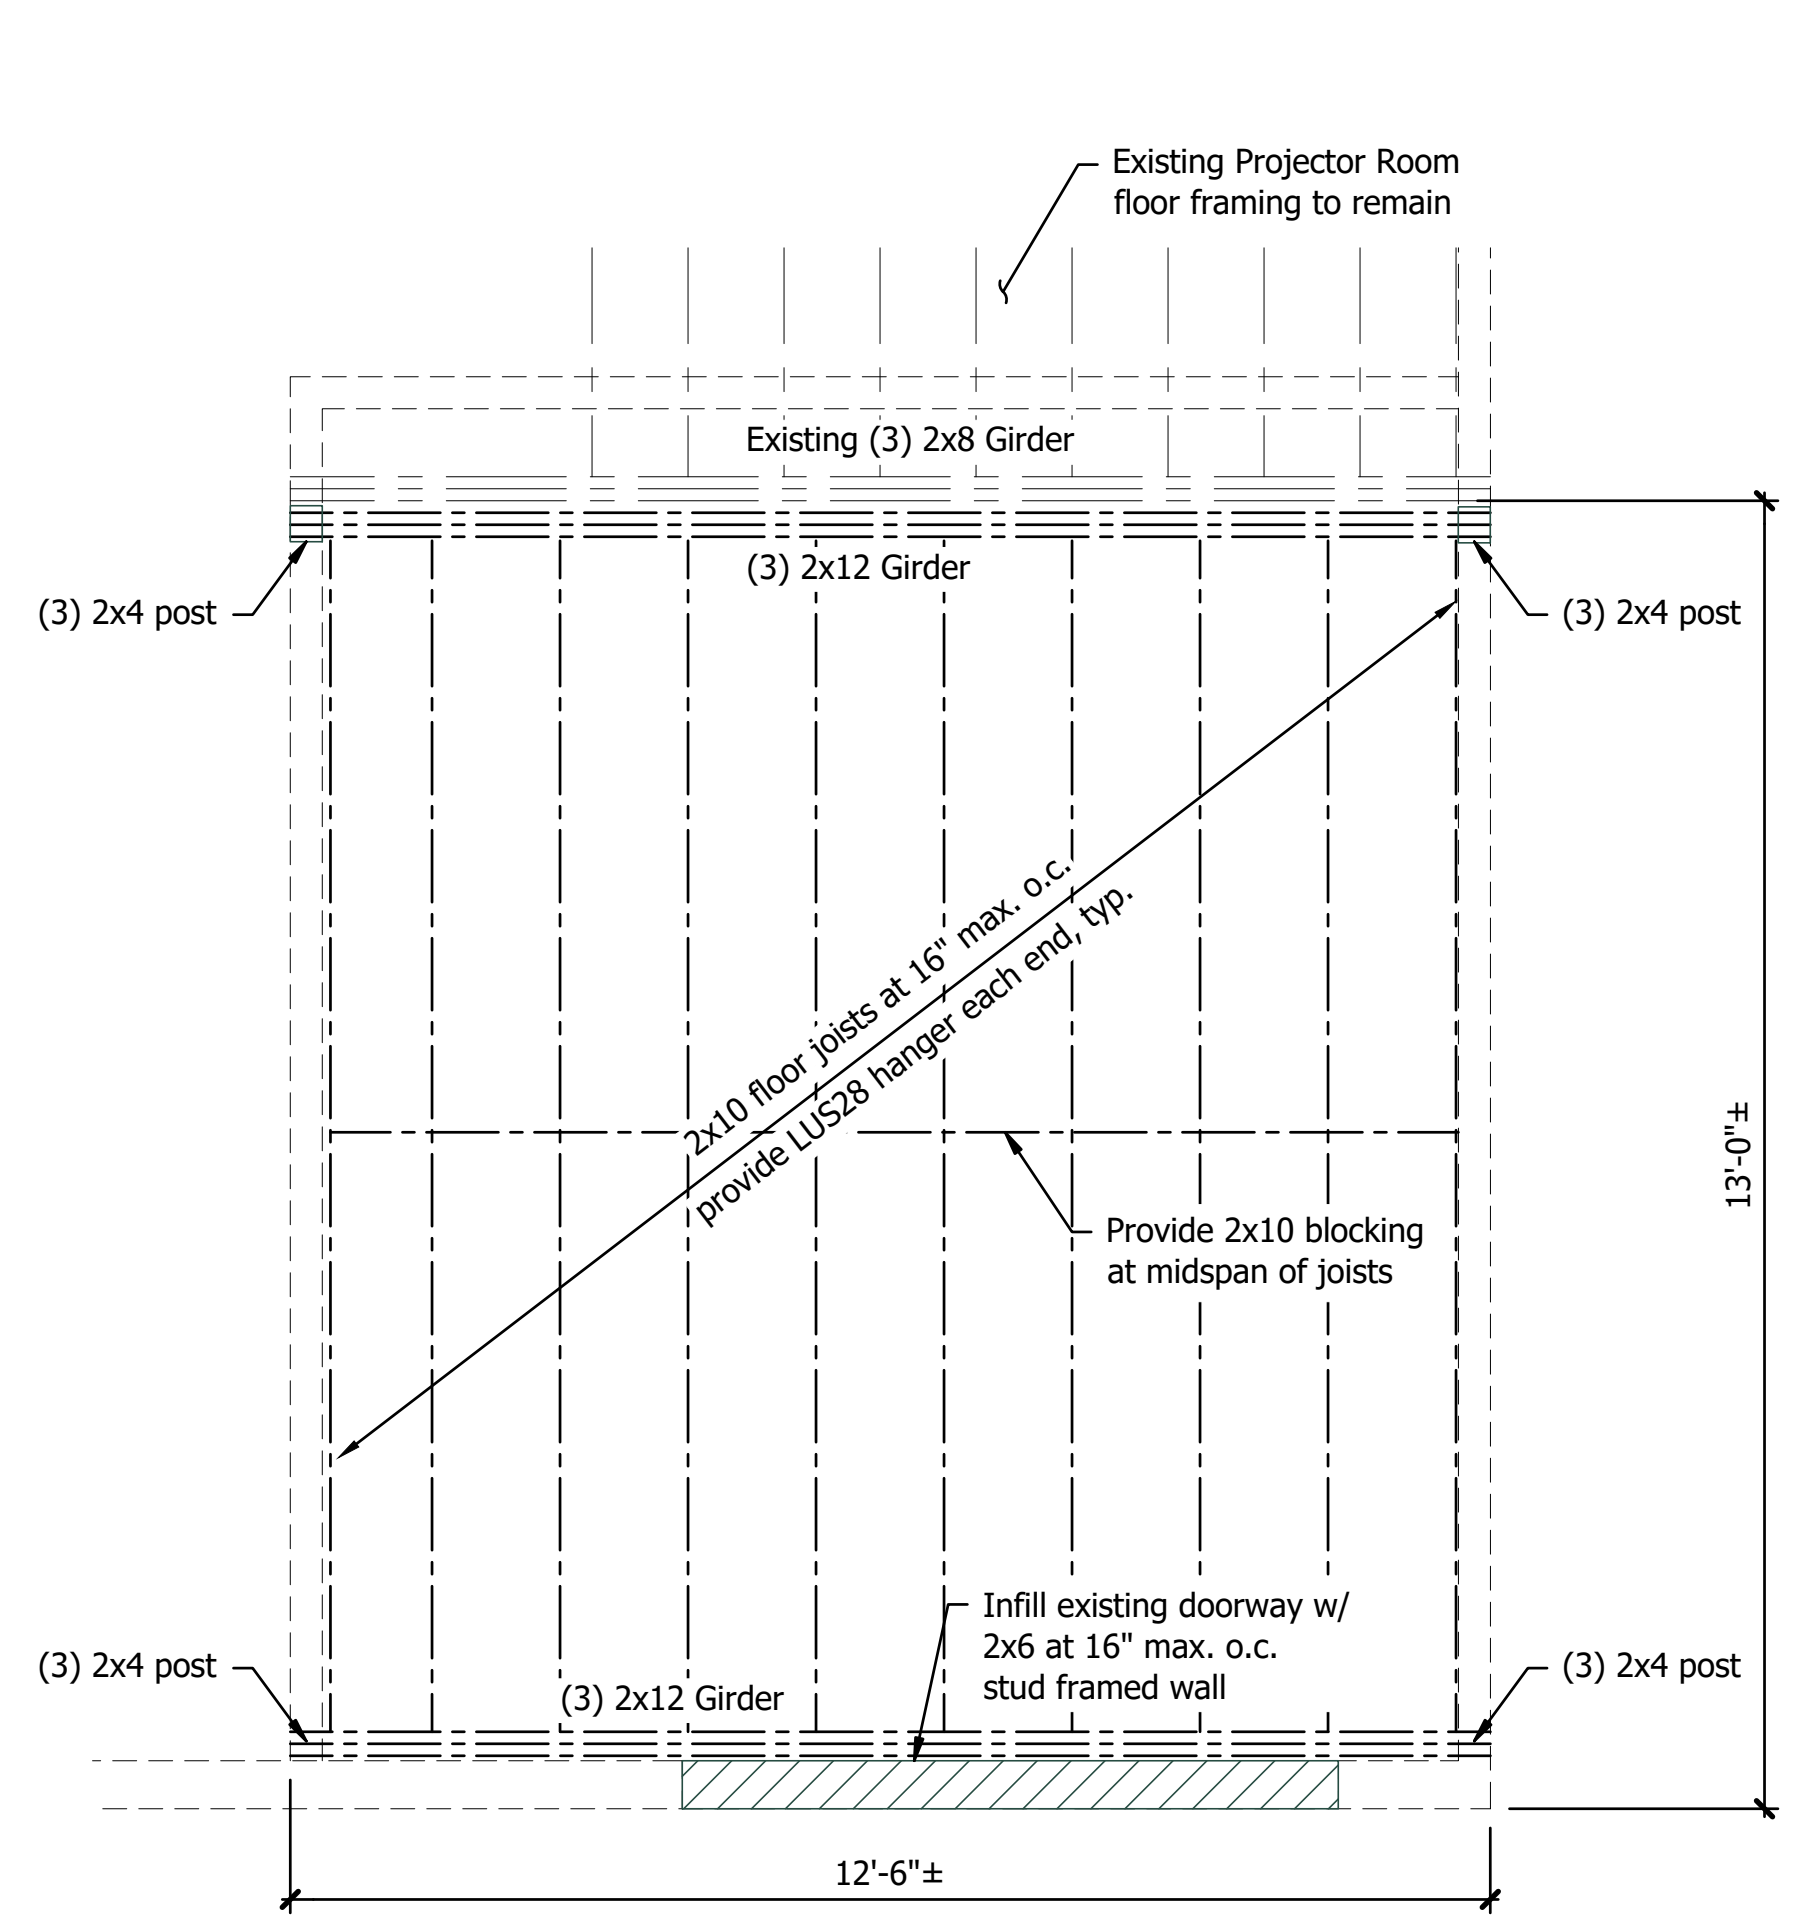 Existing Projector Room
floor framing to remain
Existing (3) 2x8 Girder
(3) 2x12 Girder
(3) 2x4 post
(3) 2x4 post
2x10 floor joists at 16" max. o.c.
provide LUS28 hanger each end, typ.
13'-0"±
Provide 2x10 blocking
at midspan of joists
Infill existing doorway w/
2x6 at 16" max. o.c.
stud framed wall
(3) 2x4 post
(3) 2x4 post
(3) 2x12 Girder
12'-6"±